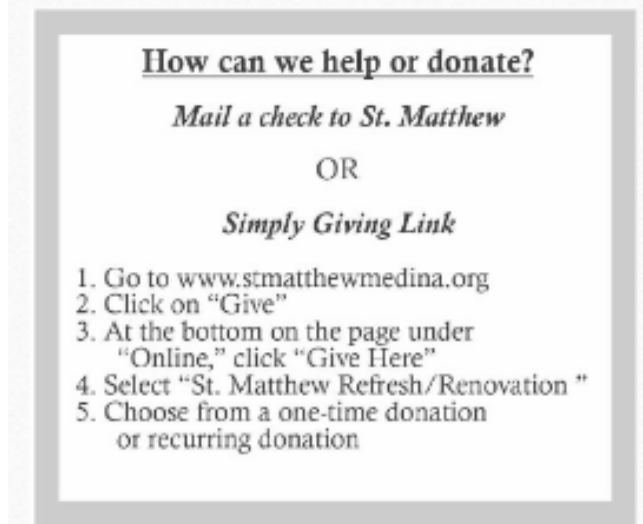 How can we help or donate?
Mail a check to St. Matthew
OR
Simply Giving Link
1. Go to www.stmatthewmedina.org
2. Click on “Give”
3. At the bottom on the page under
“Online,” click “Give Here”
4. Select “St. Matthew Refresh/Renovation ”
5. Choose from a one-time donation
or recurring donation